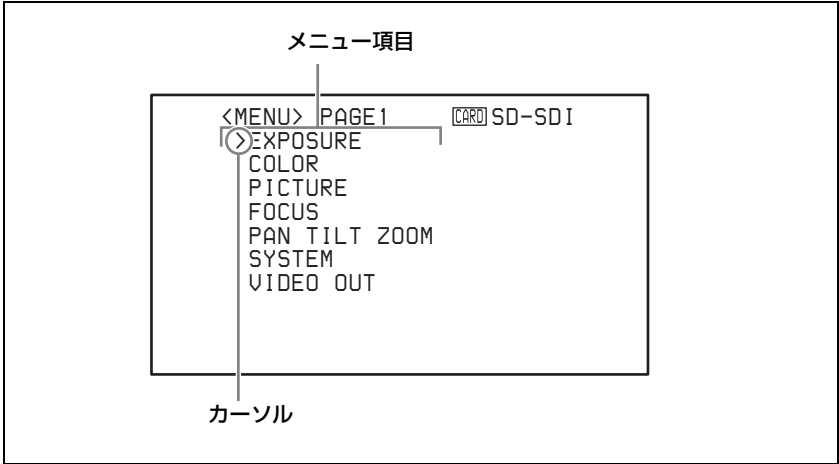 メニュー項目
<MENU> PAGE1 CARD SD-SDI
>EXPOSURE
COLOR
PICTURE
FOCUS
PAN TILT ZOOM
SYSTEM
VIDEO OUT
カーソル